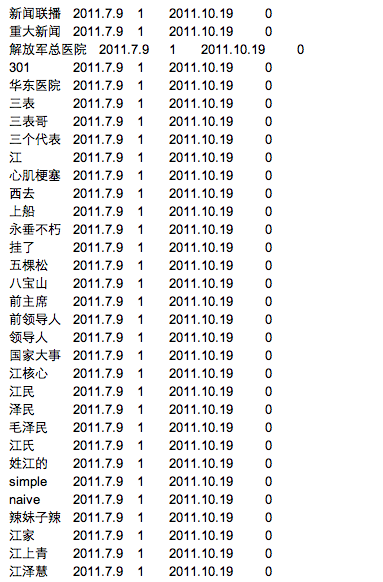 新闻联播 2011.7.9 1 2011.10.19 0
重大新闻 2011.7.9 1 2011.10.19 0
解放军总医院 2011.7.9 1 2011.10.19 0
301 2011.7.9 1 2011.10.19 0
华东医院 2011.7.9 1 2011.10.19 0
三表 2011.7.9 1 2011.10.19 0
三表哥 2011.7.9 1 2011.10.19 0
三个代表 2011.7.9 1 2011.10.19 0
江 2011.7.9 1 2011.10.19 0
心肌梗塞 2011.7.9 1 2011.10.19 0
西去 2011.7.9 1 2011.10.19 0
上船 2011.7.9 1 2011.10.19 0
永垂不朽 2011.7.9 1 2011.10.19 0
挂了 2011.7.9 1 2011.10.19 0
五棵松 2011.7.9 1 2011.10.19 0
八宝山 2011.7.9 1 2011.10.19 0
前主席 2011.7.9 1 2011.10.19 0
前领导人 2011.7.9 1 2011.10.19 0
领导人 2011.7.9 1 2011.10.19 0
国家大事 2011.7.9 1 2011.10.19 0
江核心 2011.7.9 1 2011.10.19 0
江民 2011.7.9 1 2011.10.19 0
泽民 2011.7.9 1 2011.10.19 0
毛泽民 2011.7.9 1 2011.10.19 0
江氏 2011.7.9 1 2011.10.19 0
姓江的 2011.7.9 1 2011.10.19 0
simple 2011.7.9 1 2011.10.19 0
naive 2011.7.9 1 2011.10.19 0
辣妹子辣 2011.7.9 1 2011.10.19 0
江家 2011.7.9 1 2011.10.19 0
江上青 2011.7.9 1 2011.10.19 0
江泽慧 2011.7.9 1 2011.10.19 0